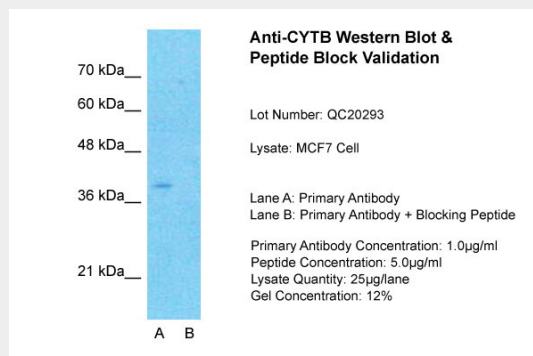 Anti-CYTB Western Blot &
Peptide Block Validation
70 kDa__
60 kDa__
48 kDa__
36 kDa__
21 kDa__
A B
Lot Number: QC20293
Lysate: MCF7 Cell
Lane A: Primary Antibody
Lane B: Primary Antibody + Blocking Peptide
Primary Antibody Concentration: 1.0µg/ml
Peptide Concentration: 5.0µg/ml
Lysate Quantity: 25µg/lane
Gel Concentration: 12%